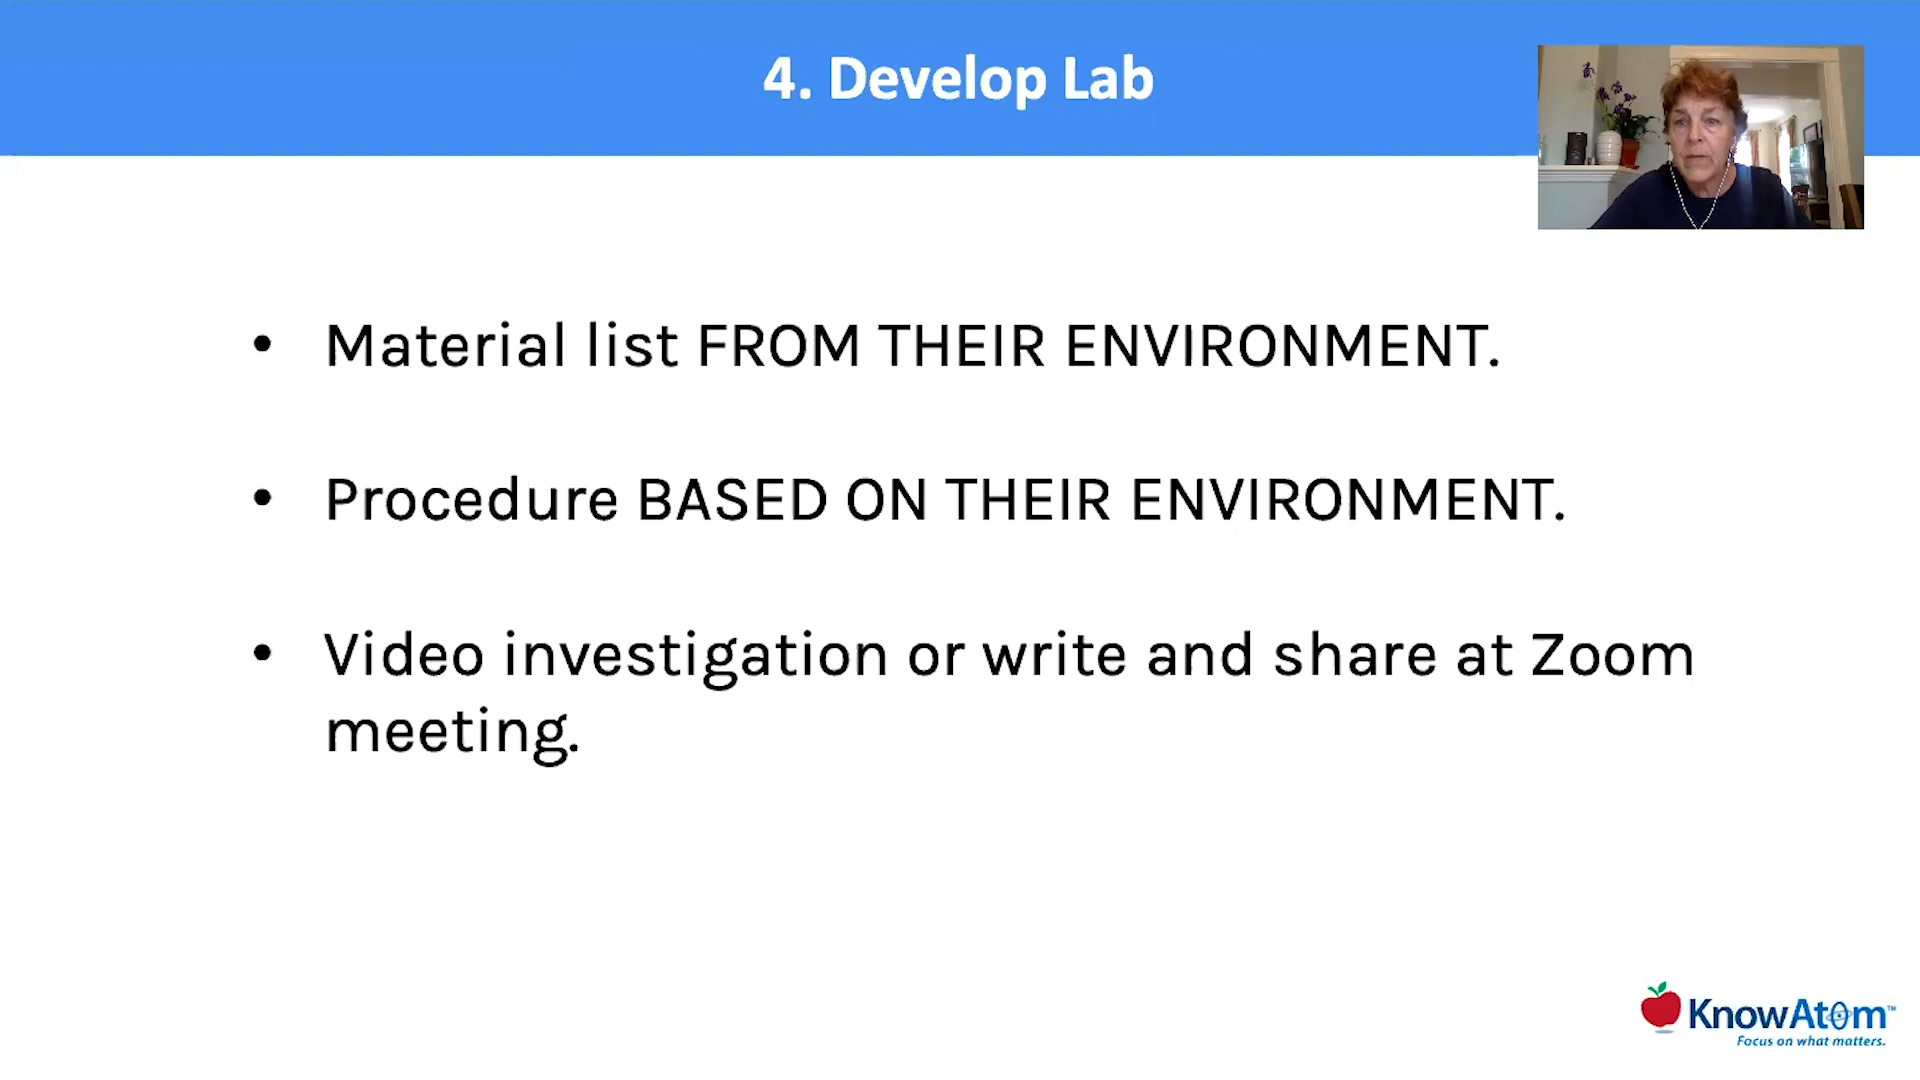 4. Develop Lab
• Material list FROM THEIR ENVIRONMENT.
• Procedure BASED ON THEIR ENVIRONMENT.
• Video investigation or write and share at Zoom
meeting.
KnowAtom™
Focus on what matters.